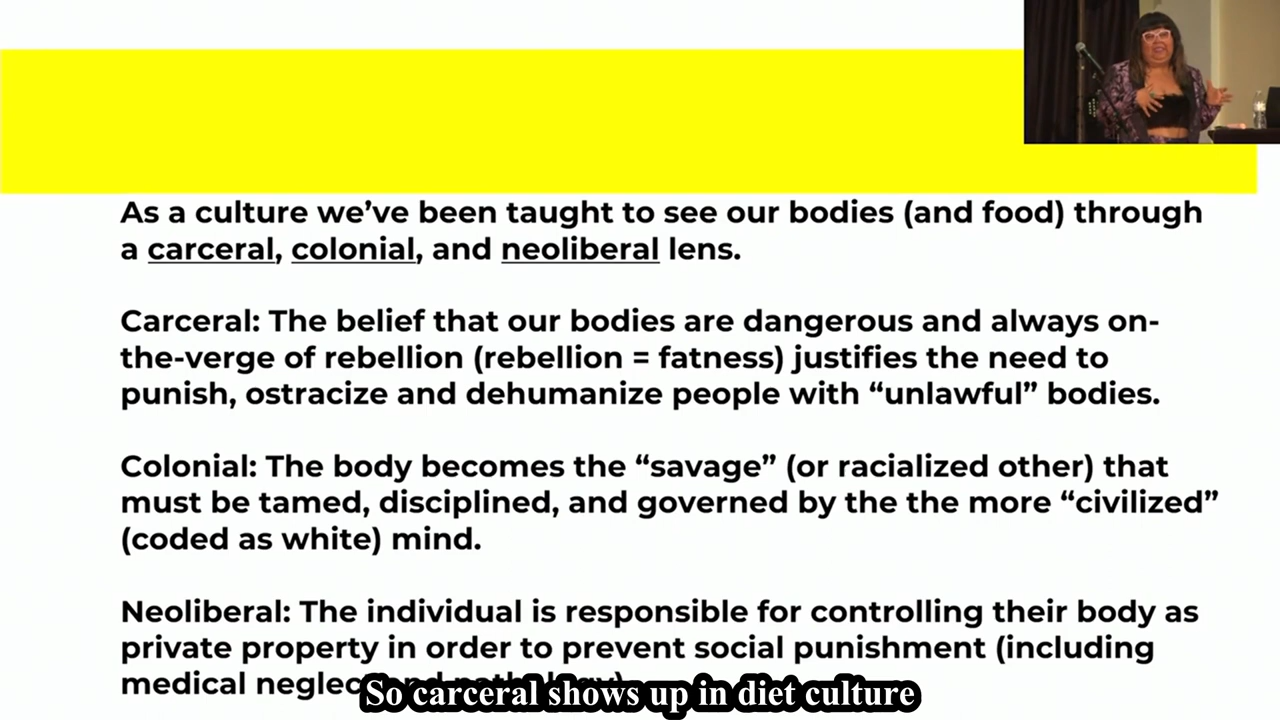 As a culture we’ve been taught to see our bodies (and food) through
a carceral, colonial, and neoliberal lens.
Carceral: The belief that our bodies are dangerous and always on-
the-verge of rebellion (rebellion = fatness) justifies the need to
punish, ostracize and dehumanize people with “unlawful” bodies.
Colonial: The body becomes the “savage” (or racialized other) that
must be tamed, disciplined, and governed by the the more “civilized”
(coded as white) mind.
Neoliberal: The individual is responsible for controlling their body as
private property in order to prevent social punishment (including
medical
So carceral shows up in diet culture